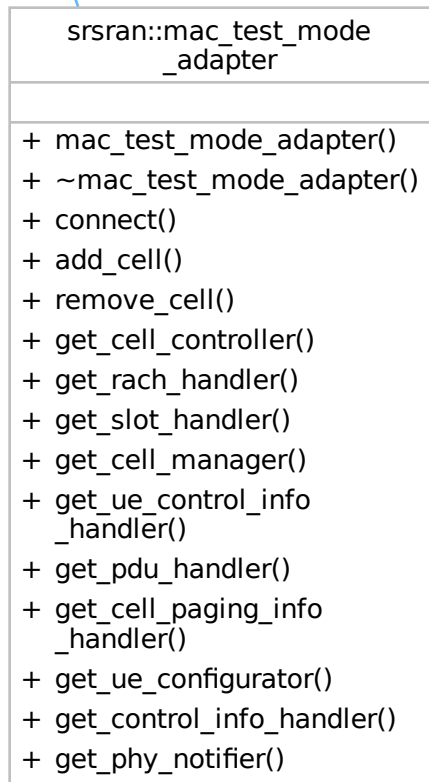 srsran::mac_test_mode
_adapter
+ mac_test_mode_adapter()
+ ~mac_test_mode_adapter()
+ connect()
+ add_cell()
+ remove_cell()
+ get_cell_controller()
+ get_rach_handler()
+ get_slot_handler()
+ get_cell_manager()
+ get_ue_control_info
_handler()
+ get_pdu_handler()
+ get_cell_paging_info
_handler()
+ get_ue_configurator()
+ get_control_info_handler()
+ get_phy_notifier()